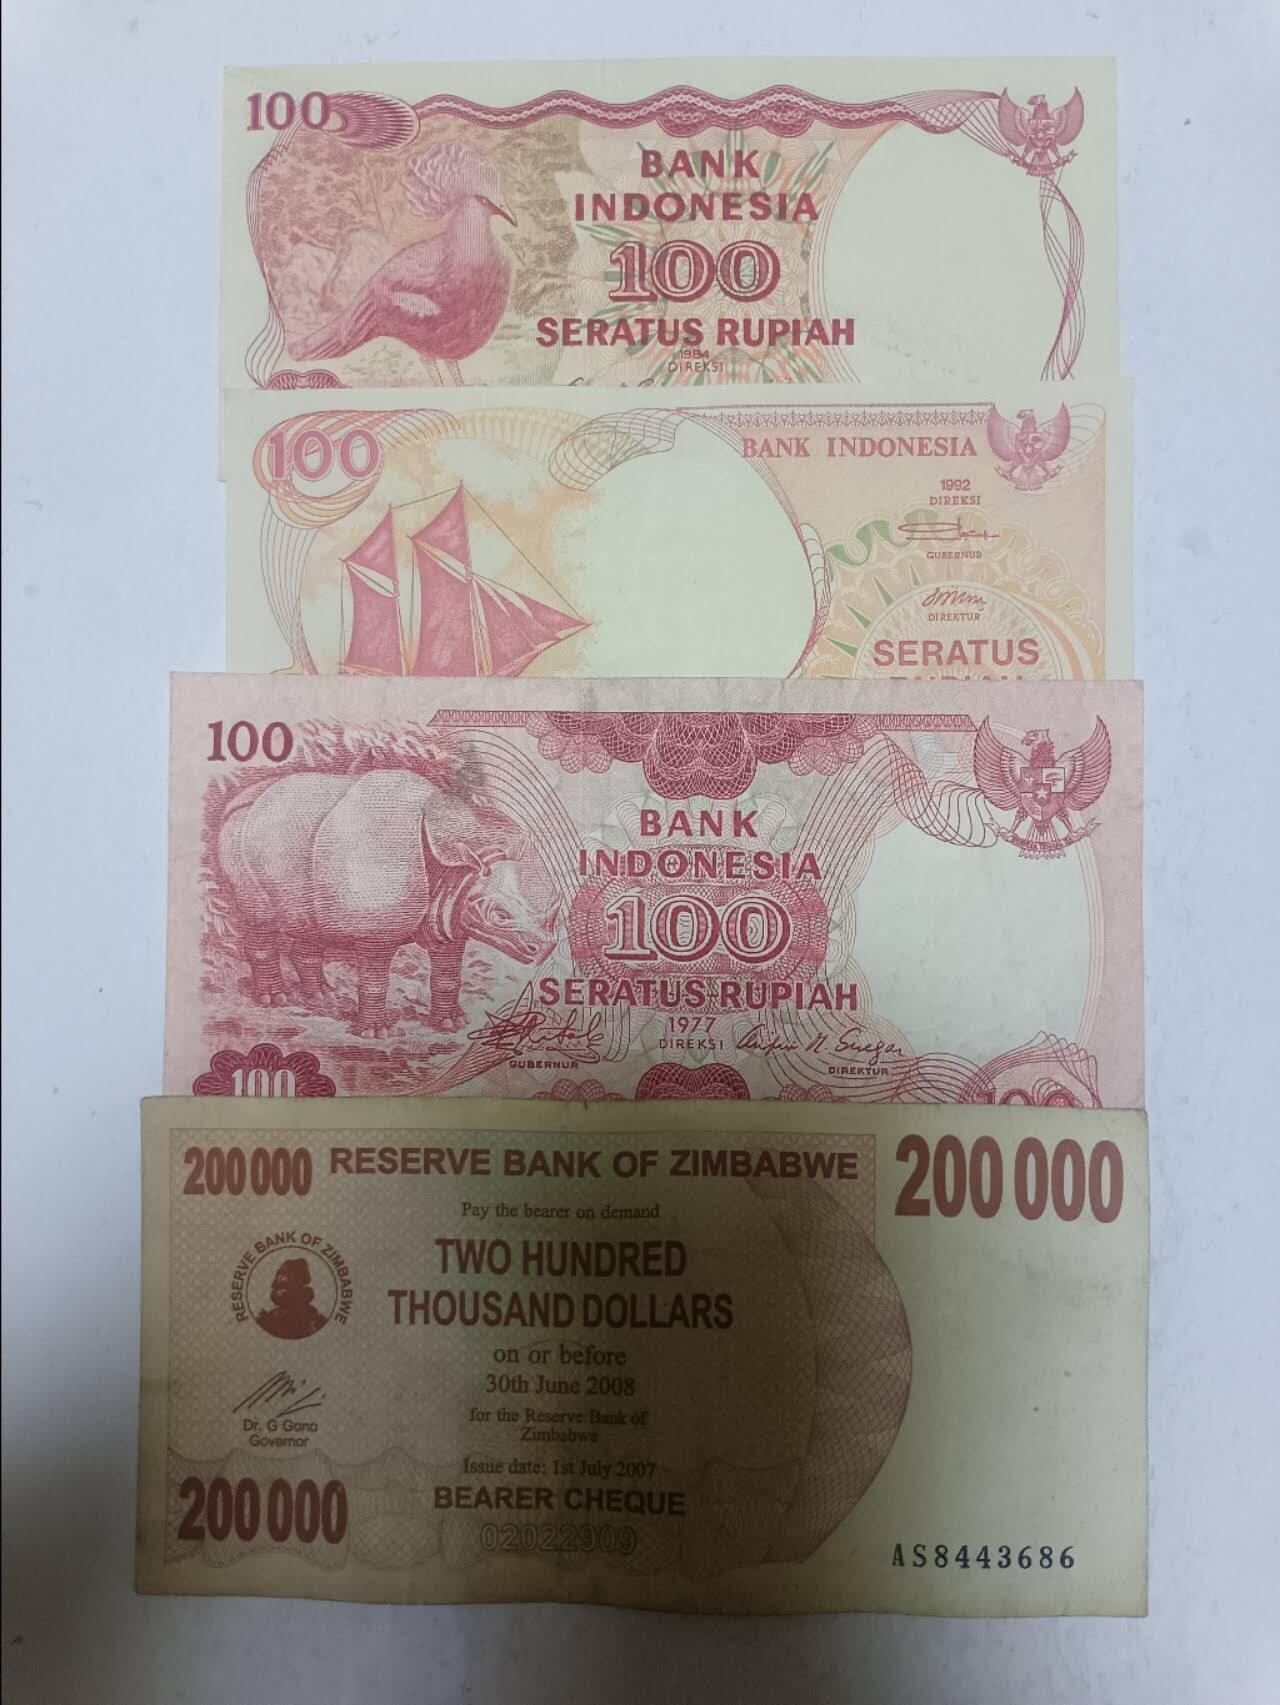 100
BANK
INDONESIA
100
SERATUS RUPIAH
1984
DIREKSI
100
BANK INDONESIA
1992
DIREKSI
GUBERNUR
DIREKTUR
SERATUS
100
BANK
INDONESIA
100
SERATUS RUPIAH
1977
DIREKSI
GUBERNUR
DIREKTUR
100
100
200 000 RESERVE BANK OF ZIMBABWE 200 000
Pay the bearer on demand
TWO HUNDRED
THOUSAND DOLLARS
RESERVE BANK OF ZIMBABWE
on or before
30th June 2008
for the Reserve Bank of
Zimbabwe
Dr. G Gono
Governor
Issue date: 1st July 2007
200 000 BEARER CHEQUE
02022909
AS8443686